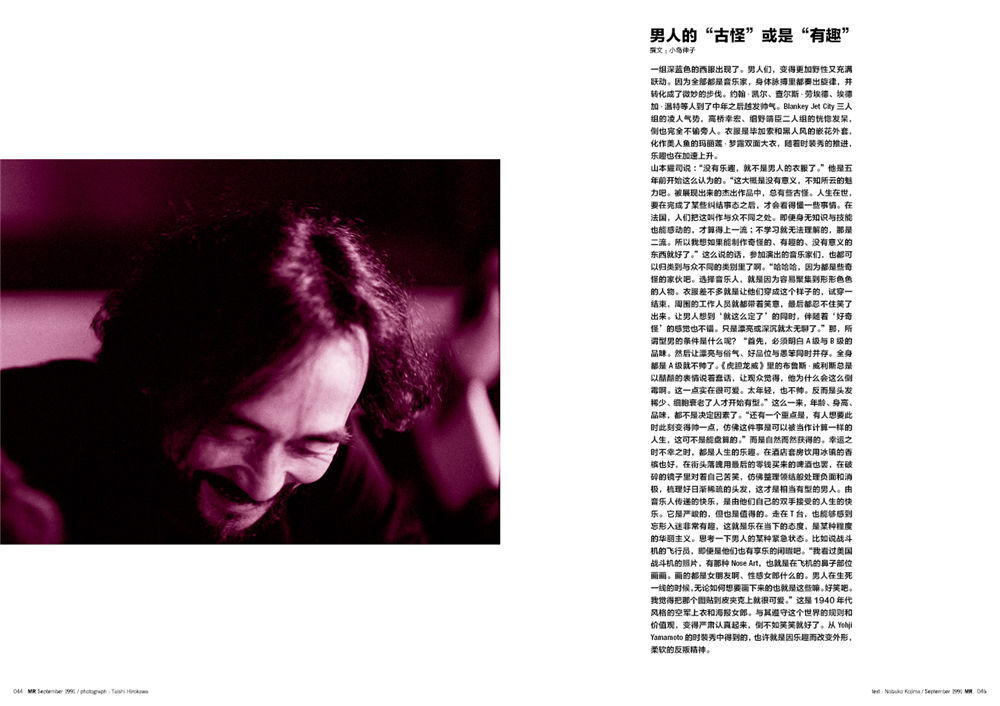 男人的“古怪”或是“有趣”
撰文：小岛伸子
一组深蓝色的西服出现了。男人们，变得更加野性又充满
跃动。因为全部都是音乐家，身体脉搏里都奏出旋律，并
转化成了微妙的步伐。约翰·凯尔、查尔斯·劳埃德、埃德
加·温特等人到了中年之后越发帅气。Blankey Jet City 三人
组的凌人气势，高桥幸宏、细野晴臣二人组的恍惚发呆，
倒也完全不输旁人。衣服是毕加索和黑人风的嵌花外套，
化作美人鱼的玛丽莲·梦露双面大衣，随着时装秀的推进，
乐趣也在加速上升。
山本耀司说：“没有乐趣，就不是男人的衣服了。”他是五
年前开始这么认为的。“这大概是没有意义，不知所云的魅
力吧。被展现出来的杰出作品中，总有些古怪。人生在世，
要在完成了某些纠结事态之后，才会看得懂一些事情。在
法国，人们把这叫作与众不同之处。即便身无知识与技能
也能感动的，才算得上一流；不学习就无法理解的，那是
二流。所以我想如果能制作奇怪的、有趣的、没有意义的
东西就好了。”这么说的话，参加演出的音乐家们，也都可
以归类到与众不同的类别里了啊。“哈哈哈，因为都是些奇
怪的家伙吧。选择音乐人，就是因为容易聚集到形形色色
的人物。衣服差不多就是让他们穿成这个样子的，试穿一
结束，周围的工作人员就都带着笑意，最后都忍不住笑了
出来。让男人想到‘就这么定了’的同时，伴随着‘好奇
怪’的感觉也不错。只是漂亮或深沉就太无聊了。”那，所
谓型男的条件是什么呢？“首先，必须明白 A 级与 B 级的
品味。然后让漂亮与俗气、好品位与愚笨同时并存。全身
都是 A 级就不帅了。《虎胆龙威》里的布鲁斯·威利斯总是
以酷酷的表情说着蠢话，让观众觉得，他为什么会这么倒
霉啊。这一点实在很可爱。太年轻，也不帅。反而是头发
稀少、细胞衰老了人才开始有型。”这么一来，年龄、身高、
品味，都不是决定因素了。“还有一个重点是，有人想要此
时此刻变得帅一点，仿佛这件事是可以被当作计算一样的
人生，这可不是能盘算的。”而是自然而然获得的。幸运之
时不幸之时，都是人生的乐趣。在酒店套房饮用冰镇的香
槟也好，在街头落魄用最后的零钱买来的啤酒也罢，在破
碎的镜子里对着自己苦笑，仿佛整理领结般处理负面和消
极，梳理好日渐稀疏的头发，这才是相当有型的男人。由
音乐人传递的快乐，是由他们自己的双手接受的人生的快
乐。它是严峻的，但也是值得的。走在 T 台，也能够感到
忘形入迷非常有趣，这就是乐在当下的态度，是某种程度
的华丽主义。思考一下男人的某种紧急状态。比如说战斗
机的飞行员，即便是他们也有享乐的闲暇吧。“我看过美国
战斗机的照片，有那种 Nose Art，也就是在飞机的鼻子部位
画画。画的都是女朋友啊、性感女郎什么的。男人在生死
一线的时候，无论如何想要画下来的也就是这些嘛。好笑吧。
我觉得把那个图贴到皮夹克上就很可爱。”这是 1940 年代
风格的空军上衣和海报女郎。与其遵守这个世界的规则和
价值观，变得严肃认真起来，倒不如笑笑就好了。从 Yohji
Yamamoto 的时装秀中得到的，也许就是因乐趣而改变外形，
柔软的反叛精神。
044 MR September 1991 / photograph : Taishi Hirokawa
text : Nobuko Kojima / September 1991 MR 045